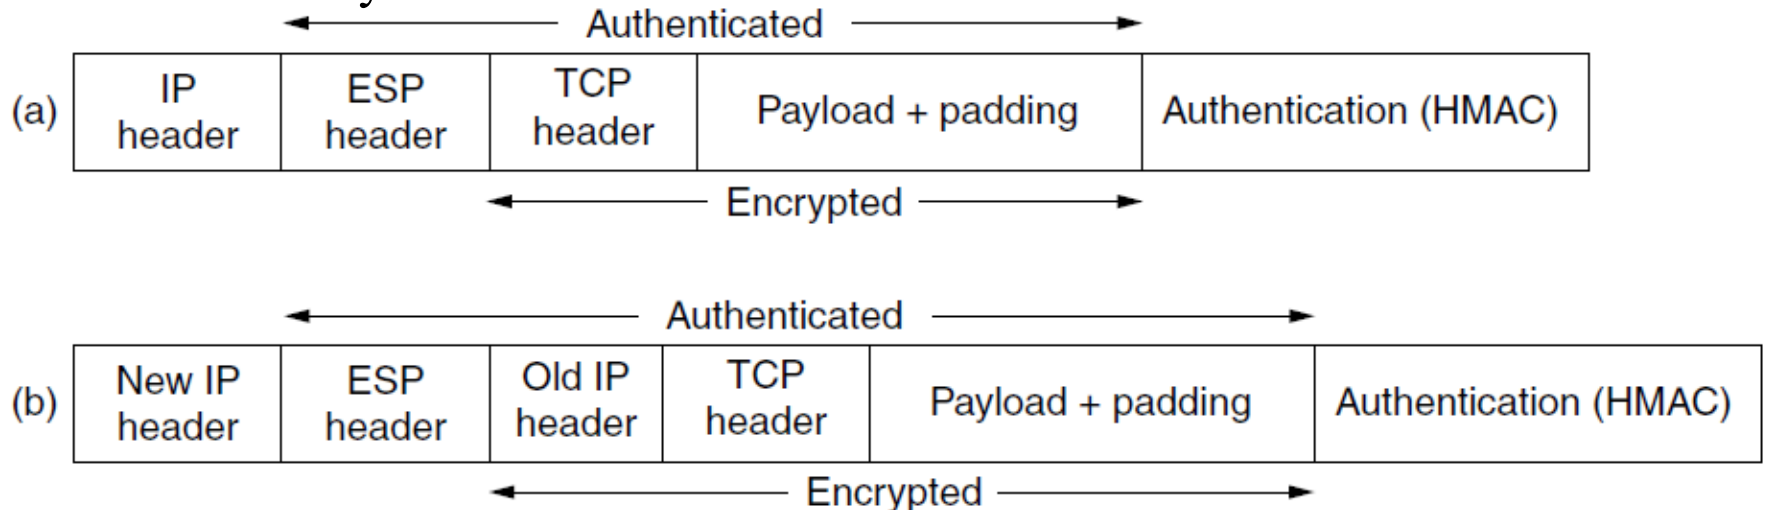 Authenticated
(a) IP header ESP header TCP header Payload + padding Authentication (HMAC)
Encrypted
Authenticated
(b) New IP header ESP header Old IP header TCP header Payload + padding Authentication (HMAC)
Encrypted